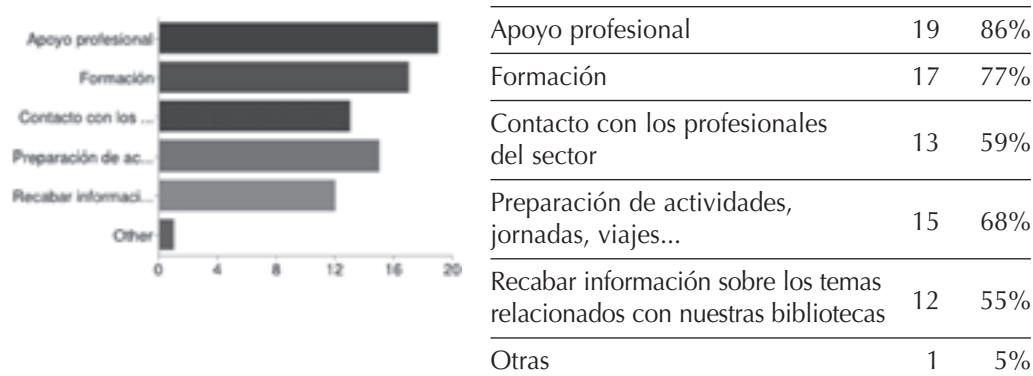 Apoyo profesional
Formación
Contacto con los ...
Preparación de ac...
Recabar informaci...
Other
0 4 8 12 16 20
Apoyo profesional 19 86%
Formación 17 77%
Contacto con los profesionales
del sector 13 59%
Preparación de actividades,
jornadas, viajes... 15 68%
Recabar información sobre los temas
relacionados con nuestras bibliotecas 12 55%
Otras 1 5%